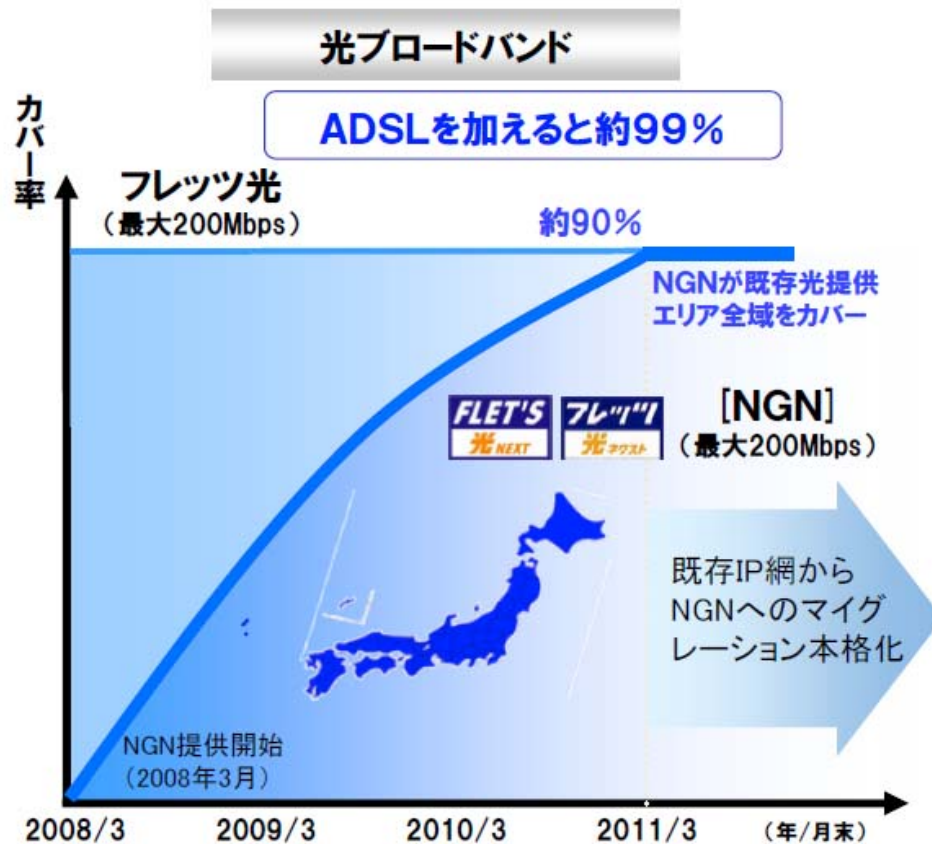 光ブロードバンド
ADSLを加えると約99%
カバー率
フレッツ光
（最大200Mbps）
約90%
NGNが既存光提供
エリア全域をカバー
FLET'S
光NEXT
フレッツ
光ネクスト
[NGN]
（最大200Mbps）
既存IP網から
NGNへのマイグ
レーション本格化
NGN提供開始
（2008年3月）
2008/3
2009/3
2010/3
2011/3
（年/月末）